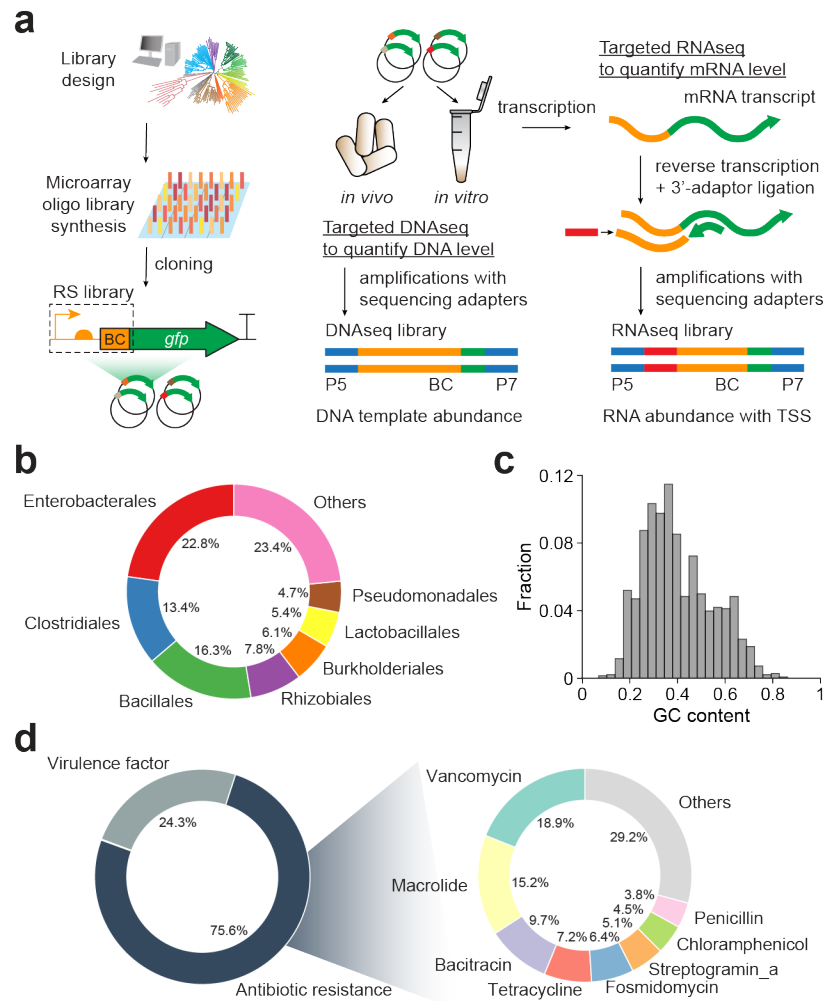 a
Library
design
Microarray
oligo library
synthesis
cloning
RS library
BC
gfp
in vivo
in vitro
Targeted DNAseq
to quantify DNA level
amplifications with
sequencing adapters
DNAseq library
P5
BC
P7
DNA template abundance
transcription
Targeted RNAseq
to quantify mRNA level
mRNA transcript
reverse transcription
+ 3'-adaptor ligation
amplifications with
sequencing adapters
RNAseq library
P5
BC
P7
RNA abundance with TSS
b
Enterobacterales
Others
22.8%
23.4%
4.7%
Pseudomonadales
Clostridiales
13.4%
5.4%
Lactobacillales
6.1%
Burkholderiales
16.3%
7.8%
Bacillales
Rhizobiales
c
Fraction
0.12
0.08
0.04
0
0
0.2
0.4
0.6
0.8
1
GC content
d
Virulence factor
24.3%
75.6%
Antibiotic resistance
Vancomycin
Others
18.9%
29.2%
Macrolide
15.2%
3.8%
Penicillin
4.5%
Chloramphenicol
9.7%
5.1%
Streptogramin_a
7.2%
6.4%
Bacitracin
Tetracycline
Fosmidomycin